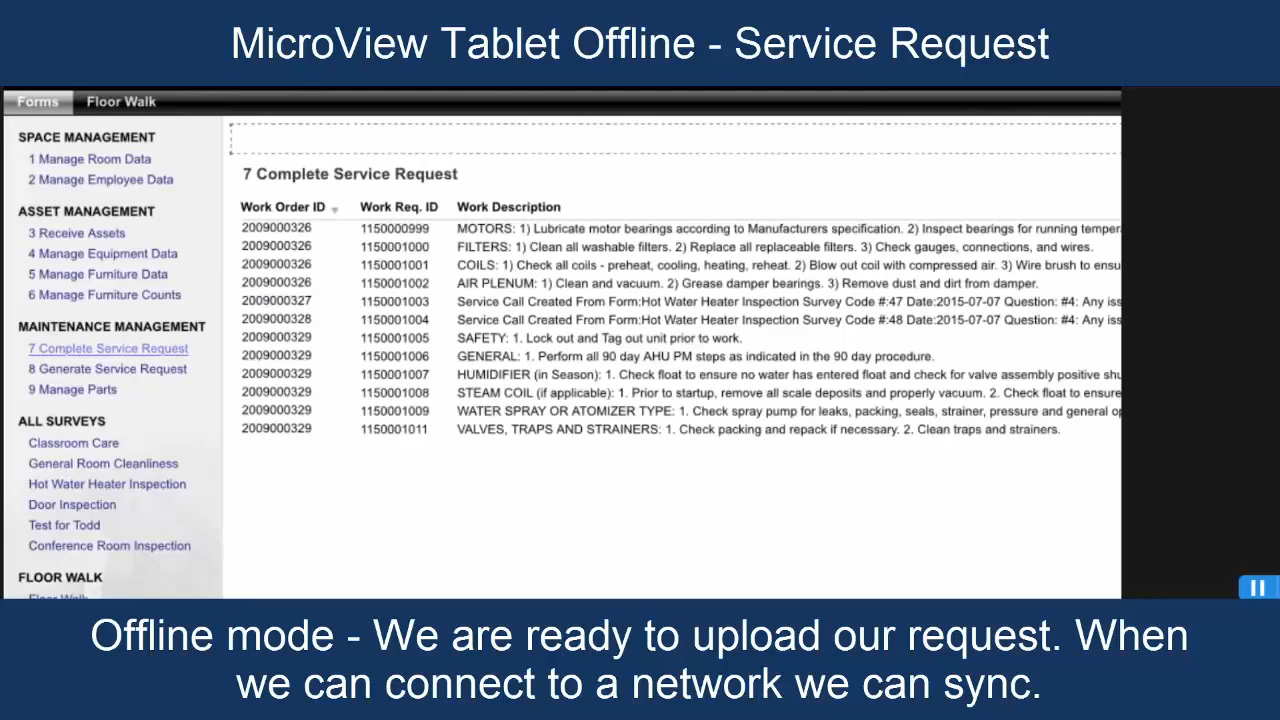 MicroView Tablet Offline - Service Request
Forms Floor Walk
SPACE MANAGEMENT
1 Manage Room Data
2 Manage Employee Data
ASSET MANAGEMENT
3 Receive Assets
4 Manage Equipment Data
5 Manage Furniture Data
6 Manage Furniture Counts
MAINTENANCE MANAGEMENT
7 Complete Service Request
8 Generate Service Request
9 Manage Parts
ALL SURVEYS
Classroom Care
General Room Cleanliness
Hot Water Heater Inspection
Door Inspection
Test for Todd
Conference Room Inspection
FLOOR WALK
Floor Walk
7 Complete Service Request
Work Order ID Work Req. ID Work Description
2009000326 1150000999 MOTORS: 1) Lubricate motor bearings according to Manufacturers specification. 2) Inspect bearings for running tempera
2009000326 1150001000 FILTERS: 1) Clean all washable filters. 2) Replace all replaceable filters. 3) Check gauges, connections, and wires.
2009000326 1150001001 COILS: 1) Check all coils - preheat, cooling, heating, reheat. 2) Blow out coil with compressed air. 3) Wire brush to ensu
2009000326 1150001002 AIR PLENUM: 1) Clean and vacuum. 2) Grease damper bearings. 3) Remove dust and dirt from damper.
2009000327 1150001003 Service Call Created From Form:Hot Water Heater Inspection Survey Code #:47 Date:2015-07-07 Question: #4: Any iss
2009000328 1150001004 Service Call Created From Form:Hot Water Heater Inspection Survey Code #:48 Date:2015-07-07 Question: #4: Any iss
2009000329 1150001005 SAFETY: 1. Lock out and Tag out unit prior to work.
2009000329 1150001006 GENERAL: 1. Perform all 90 day AHU PM steps as indicated in the 90 day procedure.
2009000329 1150001007 HUMIDIFIER (in Season): 1. Check float to ensure no water has entered float and check for valve assembly positive shu
2009000329 1150001008 STEAM COIL (if applicable): 1. Prior to startup, remove all scale deposits and properly vacuum. 2. Check float to ensure
2009000329 1150001009 WATER SPRAY OR ATOMIZER TYPE: 1. Check spray pump for leaks, packing, seals, strainer, pressure and general op
2009000329 1150001011 VALVES, TRAPS AND STRAINERS: 1. Check packing and repack if necessary. 2. Clean traps and strainers.
Offline mode - We are ready to upload our request. When
we can connect to a network we can sync.